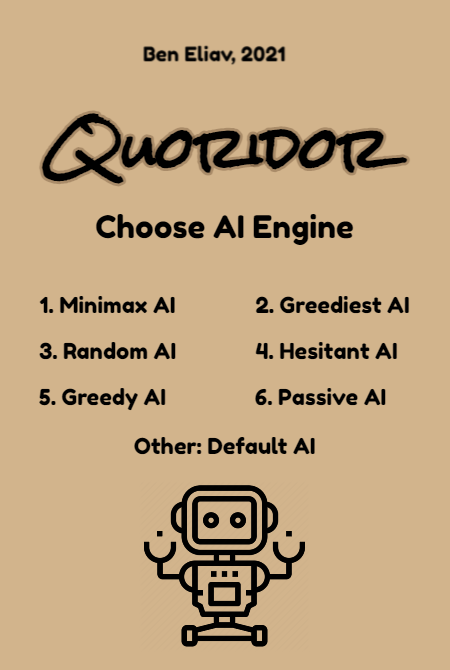 Ben Eliav, 2021
Quoridor
Choose AI Engine
1. Minimax AI 2. Greediest AI
3. Random AI 4. Hesitant AI
5. Greedy AI 6. Passive AI
Other: Default AI